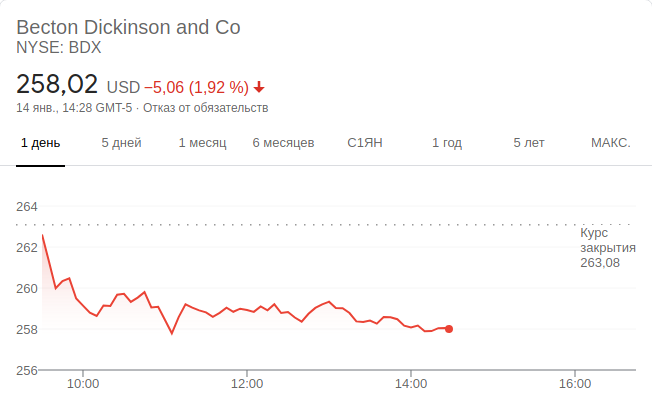 Becton Dickinson and Co
NYSE: BDX
258,02 USD −5,06 (1,92 %)
14 янв., 14:28 GMT-5 · Отказ от обязательств
1 день 5 дней 1 месяц 6 месяцев С1ЯН 1 год 5 лет МАКС.
264
Курс
закрытия
263,08
262
260
258
256
10:00 12:00 14:00 16:00